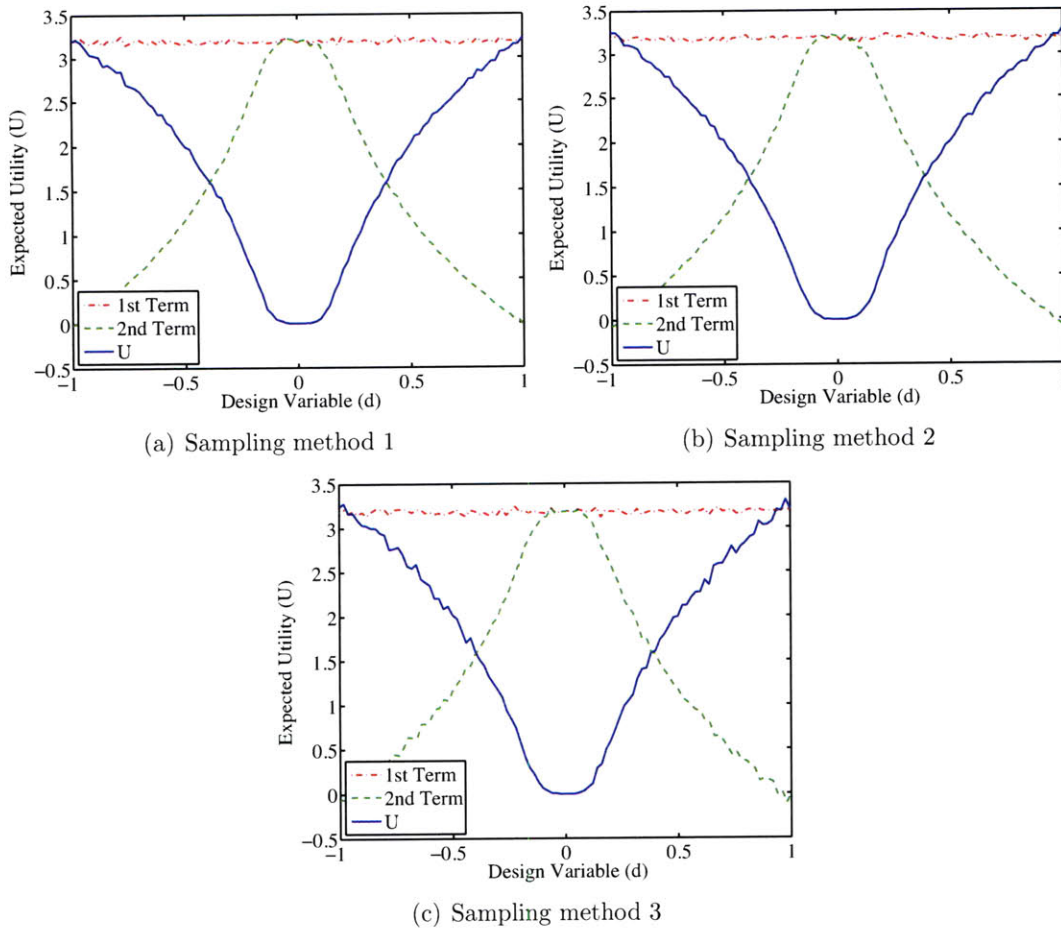 3.5
3
2.5
2
1.5
1
0.5
0
−0.5
Expected Utility (U)
1st Term
2nd Term
U
−1
−0.5
0
0.5
1
Design Variable (d)
(a) Sampling method 1
3.5
3
2.5
2
1.5
1
0.5
0
−0.5
Expected Utility (U)
1st Term
2nd Term
U
−1
−0.5
0
0.5
Design Variable (d)
(b) Sampling method 2
3.5
3
2.5
2
1.5
1
0.5
0
−0.5
Expected Utility (U)
1st Term
2nd Term
U
−1
−0.5
0
0.5
1
Design Variable (d)
(c) Sampling method 3